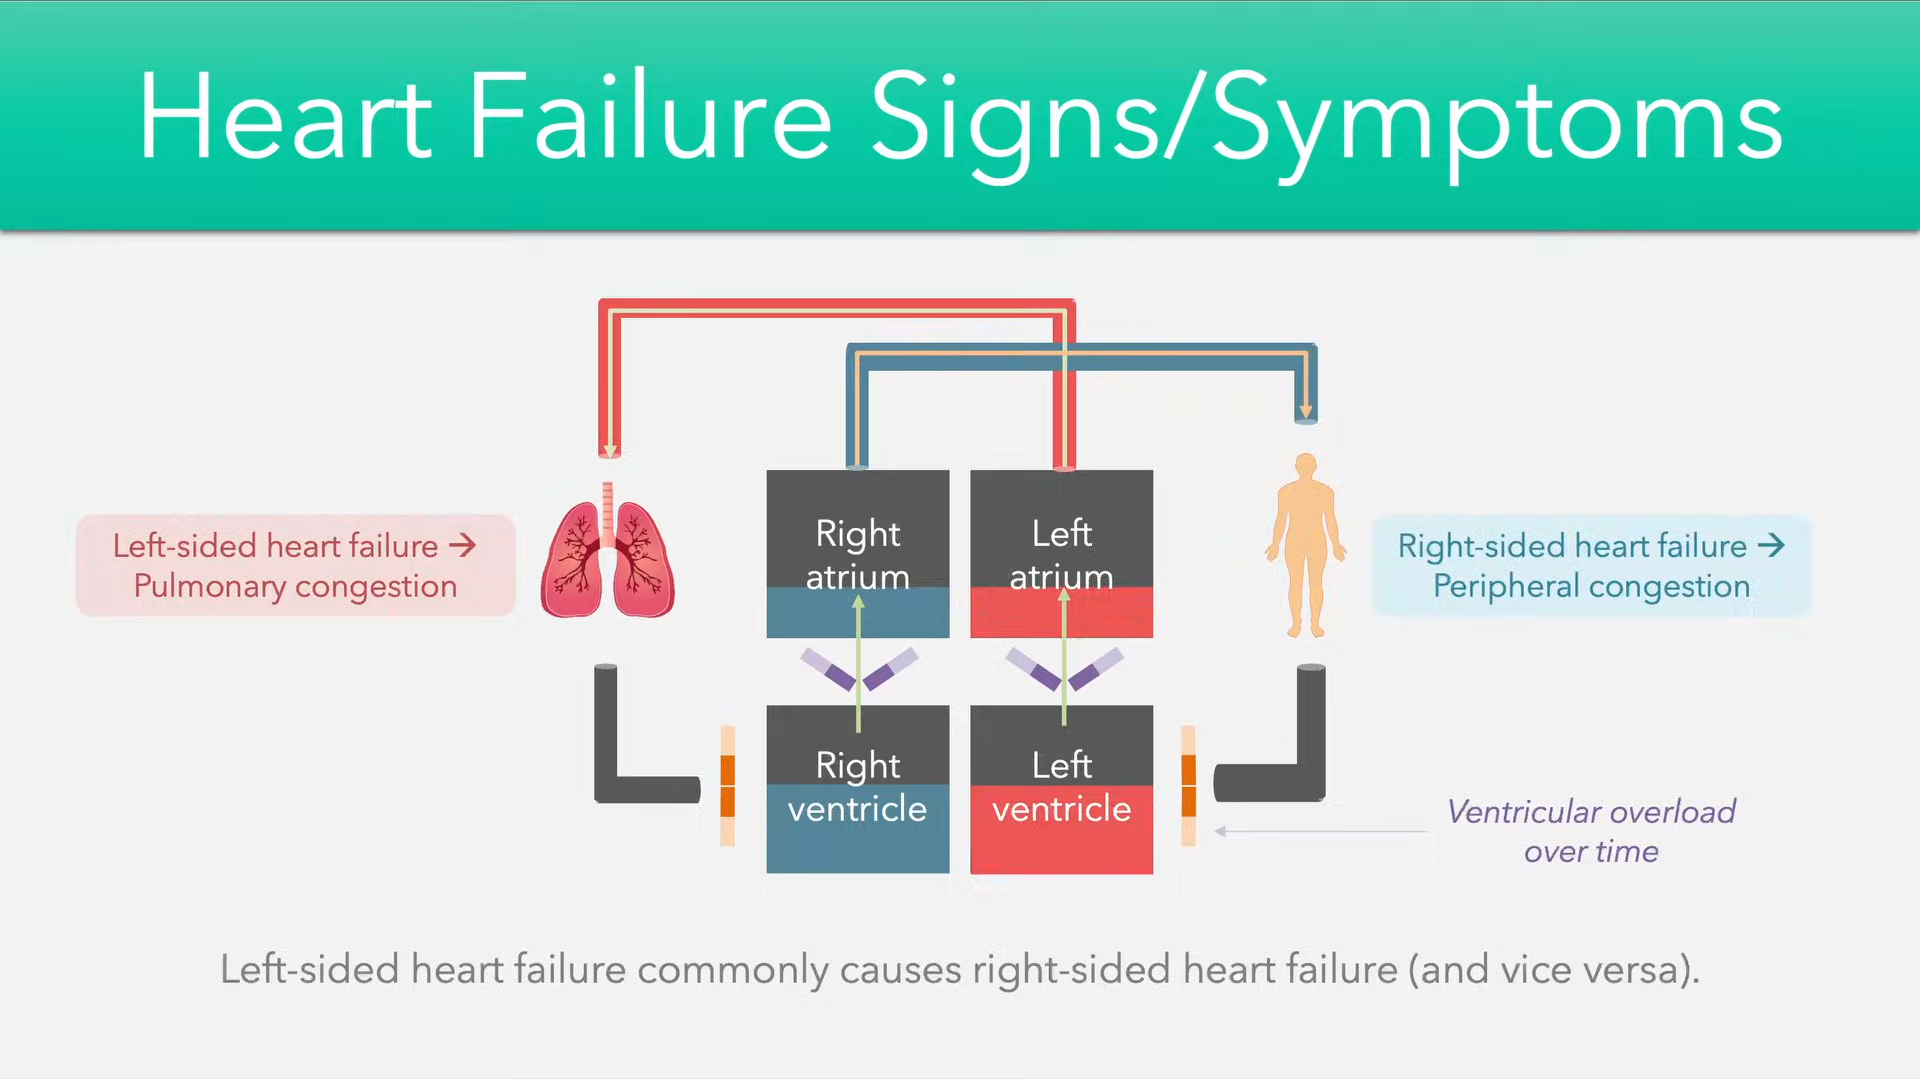 Heart Failure Signs/Symptoms
Left-sided heart failure →
Pulmonary congestion
Right
atrium
Left
atrium
Right-sided heart failure →
Peripheral congestion
Right
ventricle
Left
ventricle
Ventricular overload
over time
Left-sided heart failure commonly causes right-sided heart failure (and vice versa).